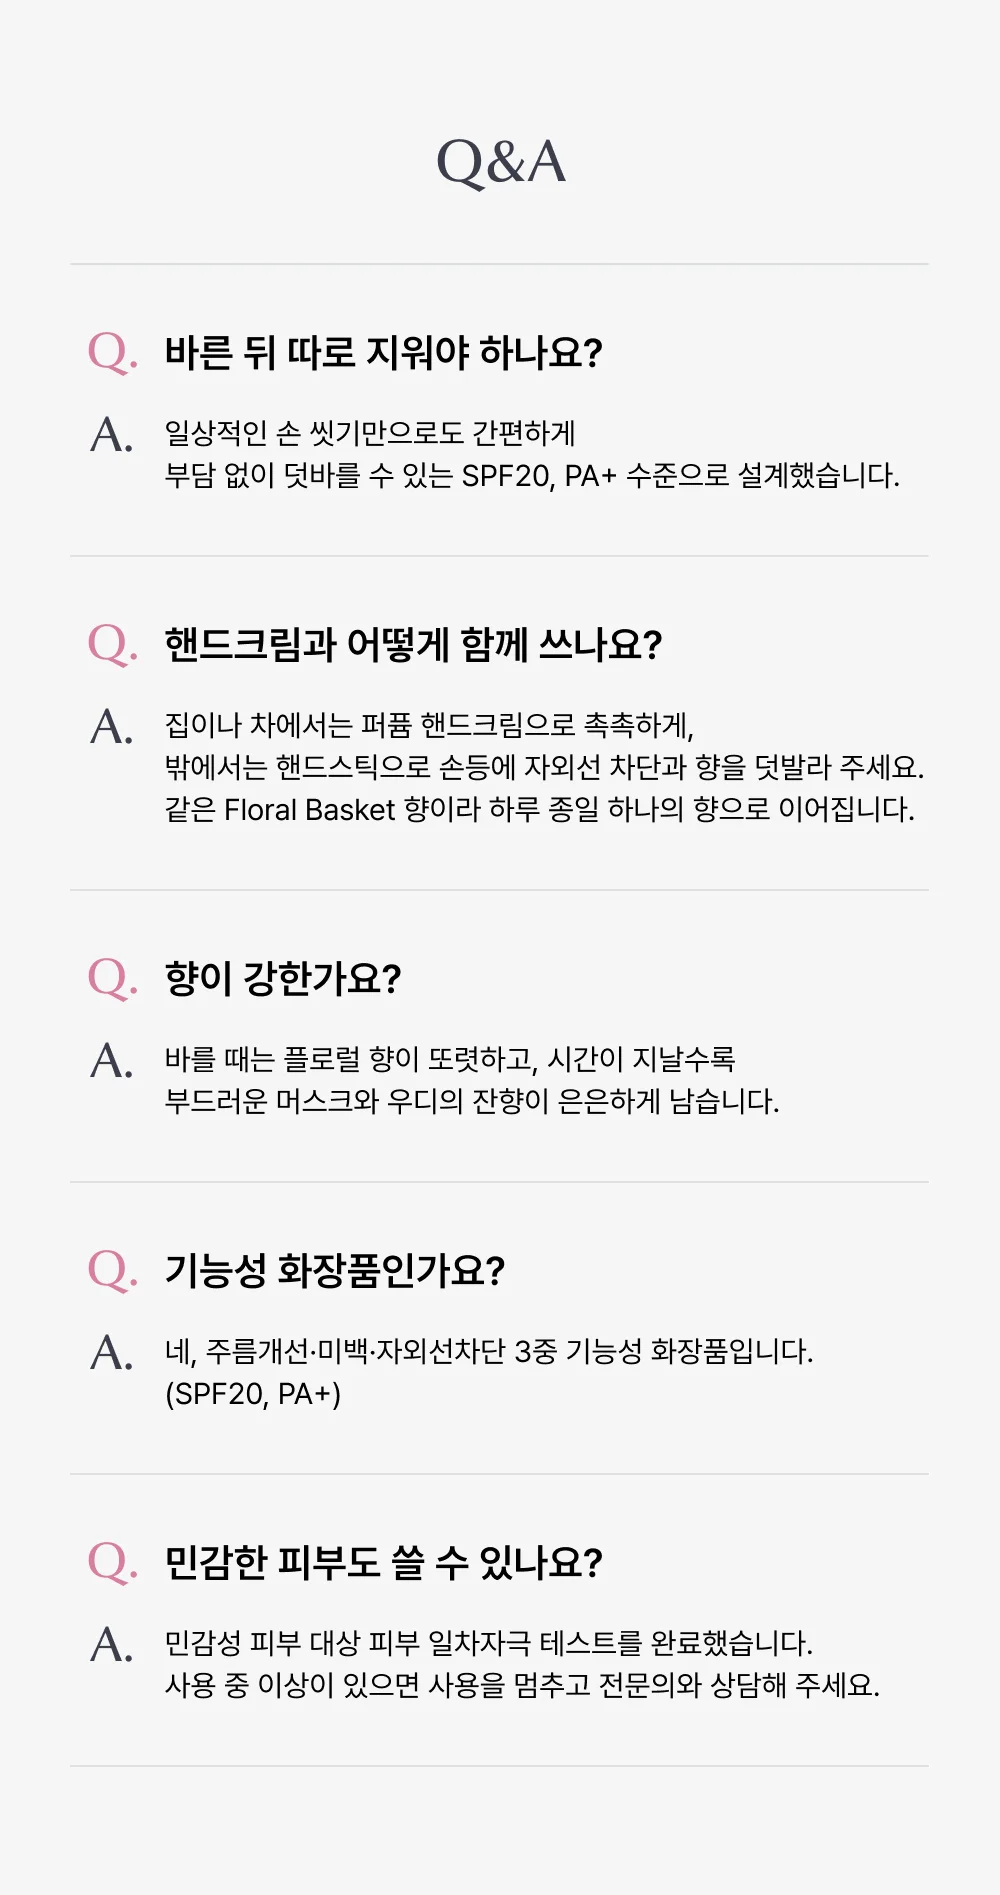 Q&A
Q. 바른 뒤 따로 지워야 하나요?
A. 일상적인 손 씻기만으로도 간편하게
부담 없이 덧바를 수 있는 SPF20, PA+ 수준으로 설계했습니다.
Q. 핸드크림과 어떻게 함께 쓰나요?
A. 집이나 차에서는 퍼퓸 핸드크림으로 촉촉하게,
밖에서는 핸드스틱으로 손등에 자외선 차단과 향을 덧발라 주세요.
같은 Floral Basket 향이라 하루 종일 하나의 향으로 이어집니다.
Q. 향이 강한가요?
A. 바를 때는 플로럴 향이 또렷하고, 시간이 지날수록
부드러운 머스크와 우디의 잔향이 은은하게 남습니다.
Q. 기능성 화장품인가요?
A. 네, 주름개선·미백·자외선차단 3중 기능성 화장품입니다.
(SPF20, PA+)
Q. 민감한 피부도 쓸 수 있나요?
A. 민감성 피부 대상 피부 일차자극 테스트를 완료했습니다.
사용 중 이상이 있으면 사용을 멈추고 전문의와 상담해 주세요.